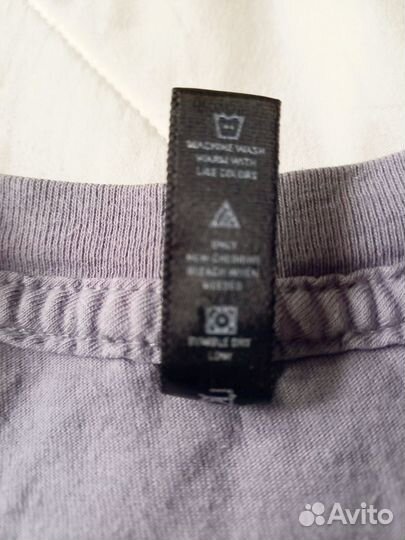 MACHINE WASH
WARM WITH
LIKE COLORS
ONLY
NON-CHLORINE
BLEACH WHEN
NEEDED
TUMBLE DRY
LOW
Avito